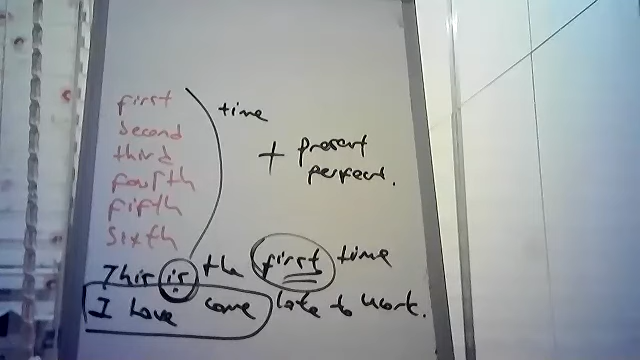 first
second
third
fourth
fifth
sixth
time
+ present
perfect.
This is the first time
I have come late to work.